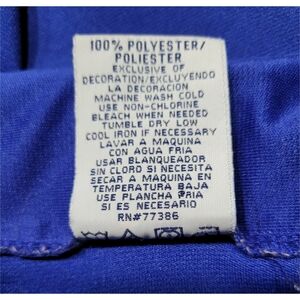 100% POLYESTER/
POLIESTER
EXCLUSIVE OF
DECORATION/EXCLUYENDO
LA DECORACION
MACHINE WASH COLD
USE NON-CHLORINE
BLEACH WHEN NEEDED
TUMBLE DRY LOW
COOL IRON IF NECESSARY
LAVAR A MAQUINA
CON AGUA FRIA
USAR BLANQUEADOR
SIN CLORO SI NECESITA
SECAR A MAQUINA EN
TEMPERATURA BAJA
USE PLANCHA FRIA
SI ES NECESARIO
RN#77386